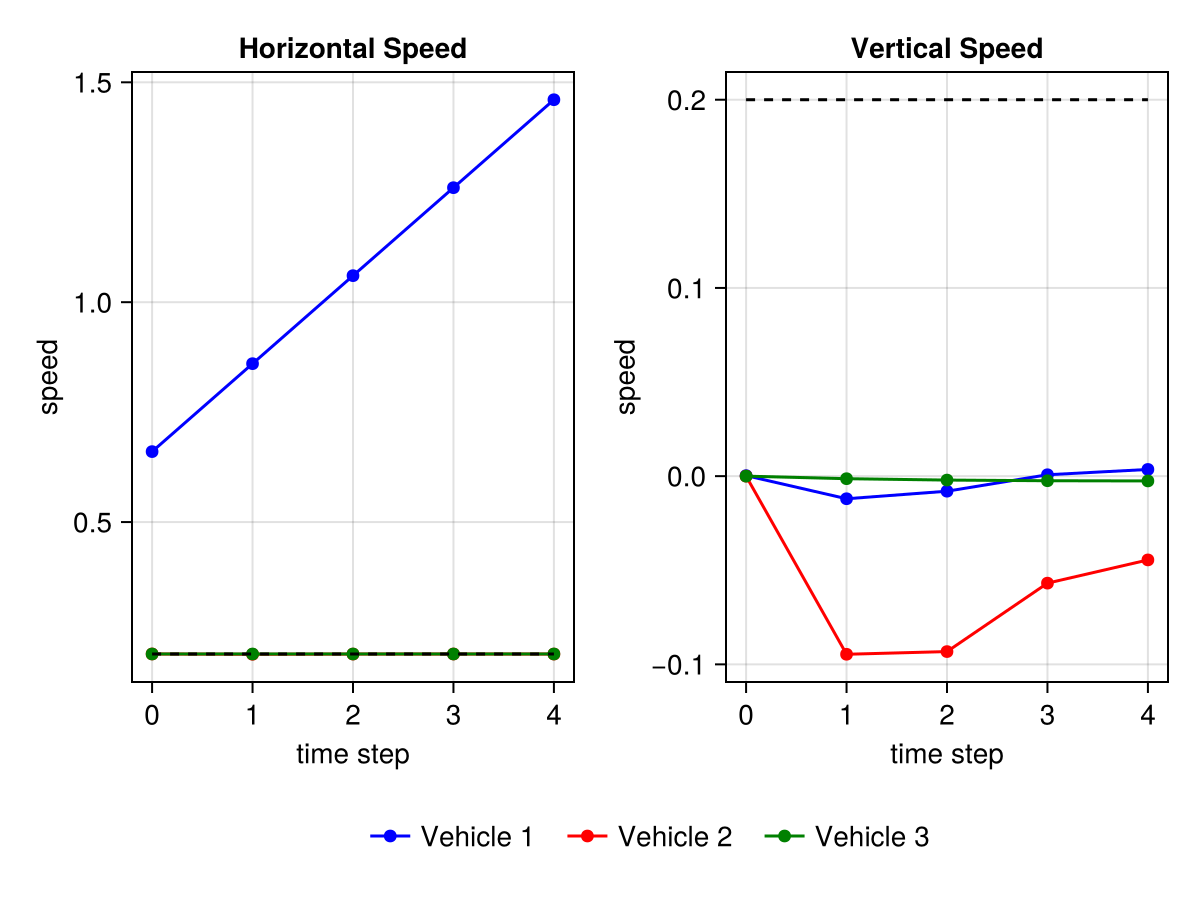 Horizontal Speed
1.5
1.0
0.5
speed
0 1 2 3 4
time step
Vertical Speed
0.2
0.1
0.0
−0.1
speed
0 1 2 3 4
time step
Vehicle 1 Vehicle 2 Vehicle 3